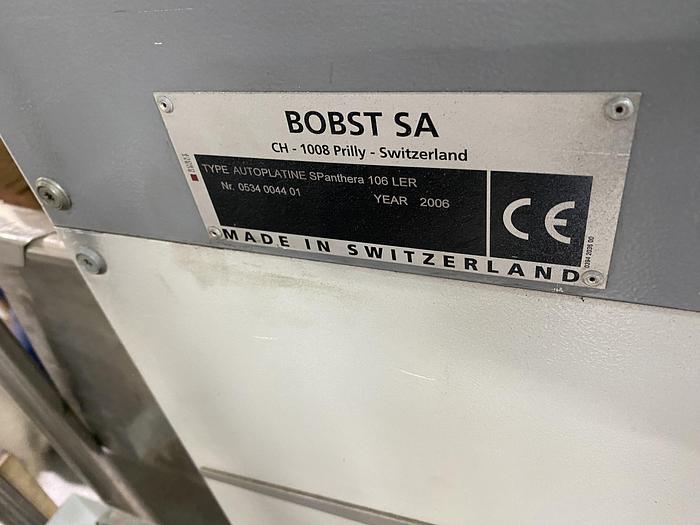 BOBST SA
CH - 1008 Prilly - Switzerland
TYPE AUTOPLATINE SPanthera 106 LER
Nr. 0534 0044 01
YEAR 2006
CE
MADE IN SWITZERLAND